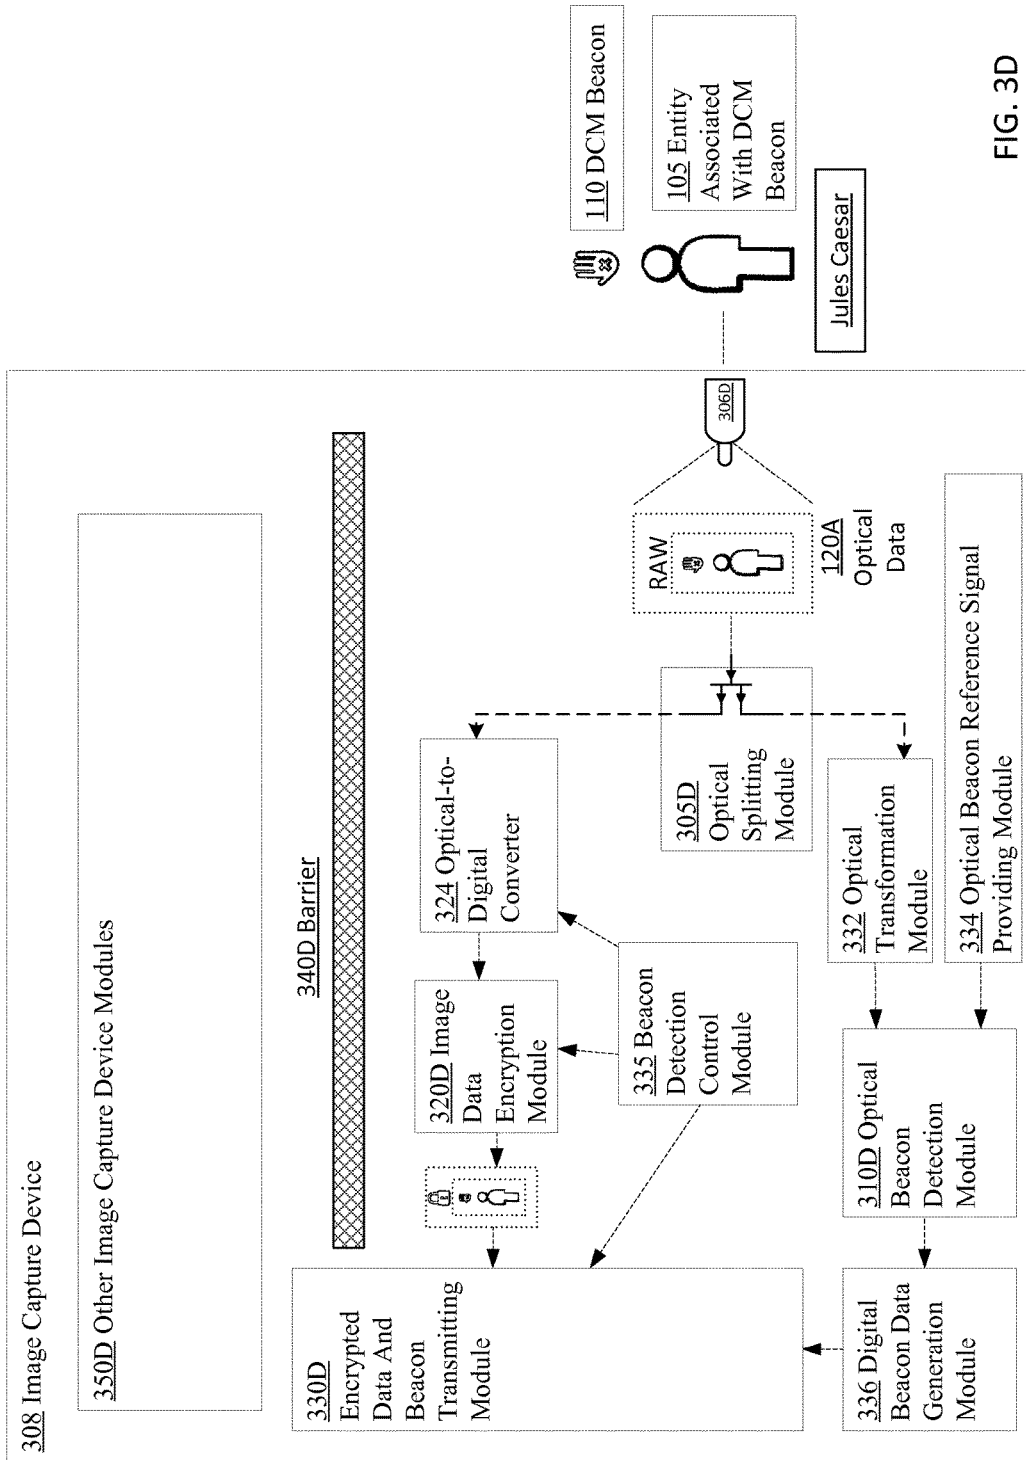 308 Image Capture Device
350D Other Image Capture Device Modules
340D Barrier
330D
Encrypted
Data And
Beacon
Transmitting
Module
320D Image
Data
Encryption
Module
324 Optical-to-
Digital
Converter
335 Beacon
Detection
Control
Module
305D
Optical
Splitting
Module
RAW
120A
Optical
Data
306D
110 DCM Beacon
105 Entity
Associated
With DCM
Beacon
Jules Caesar
336 Digital
Beacon Data
Generation
Module
310D Optical
Beacon
Detection
Module
332 Optical
Transformation
Module
334 Optical Beacon Reference Signal
Providing Module
FIG. 3D